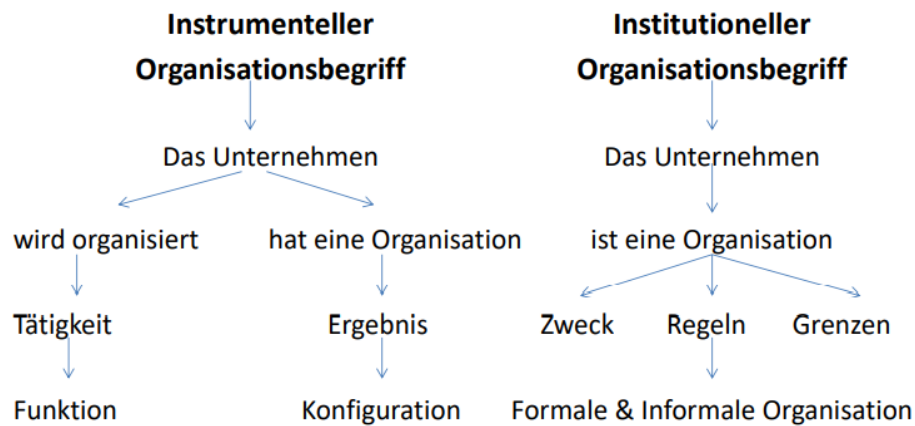 Instrumenteller
Organisationsbegriff
Institutioneller
Organisationsbegriff
Das Unternehmen
Das Unternehmen
wird organisiert
hat eine Organisation
ist eine Organisation
Tätigkeit
Ergebnis
Zweck
Regeln
Grenzen
Funktion
Konfiguration
Formale & Informale Organisation